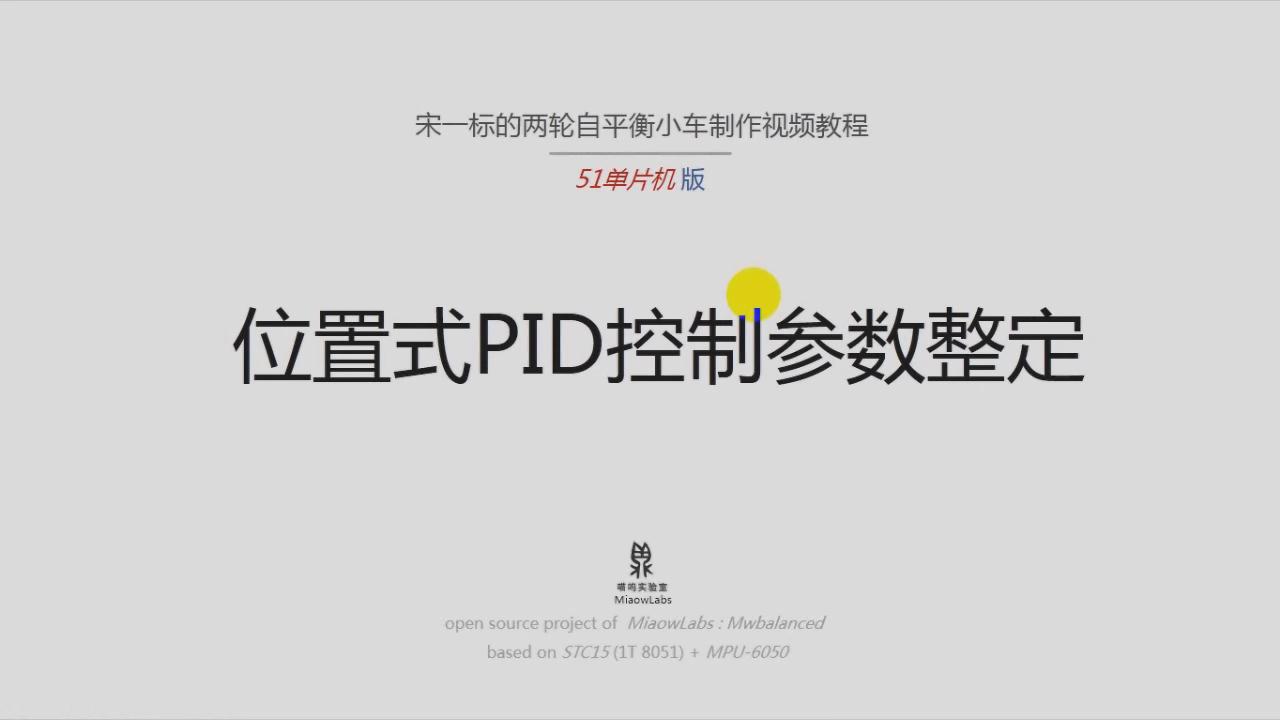 宋一标的两轮自平衡小车制作视频教程
51单片机 版
位置式PID控制参数整定
喵呜实验室
MiaowLabs
open source project of MiaowLabs : Mwbalanced
based on STC15 (1T 8051) + MPU-6050